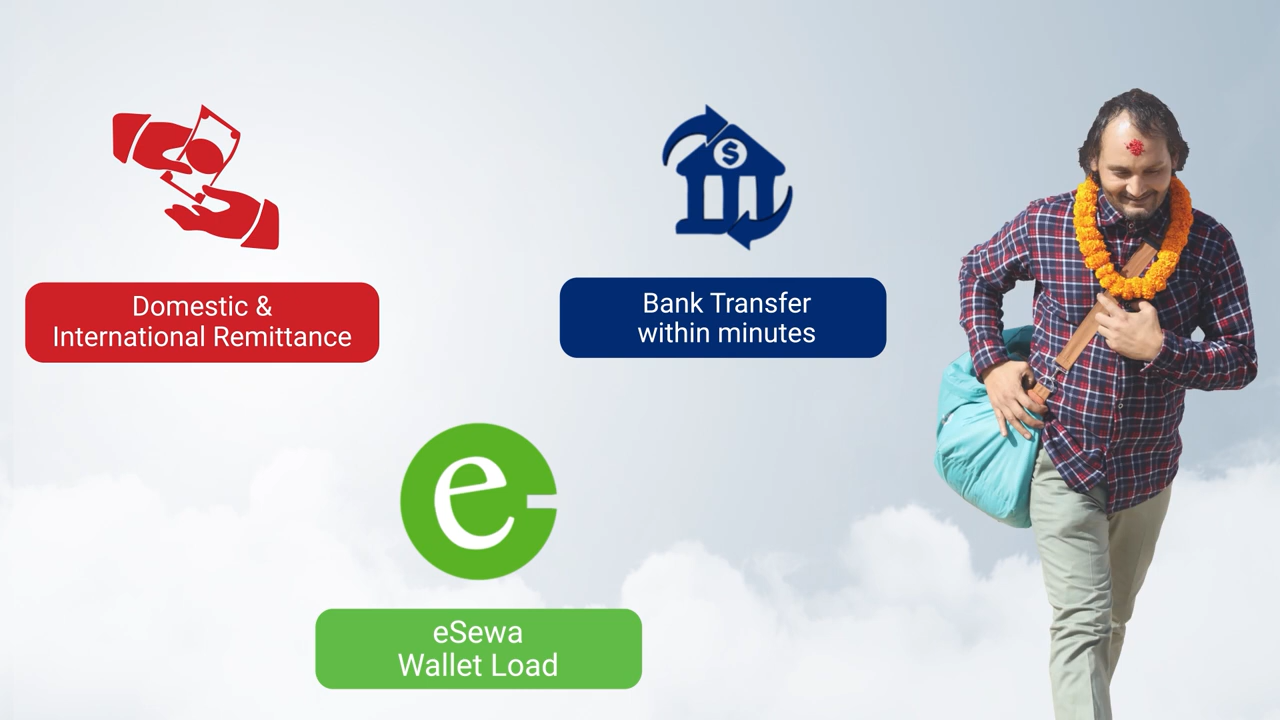 Domestic &
International Remittance
$
Bank Transfer
within minutes
e
eSewa
Wallet Load